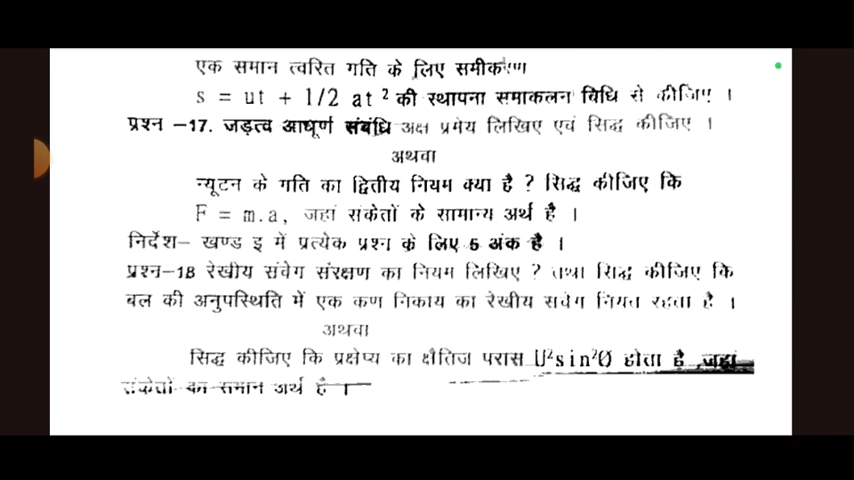 एक समान त्वरित गति के लिए समीकरण
s = ut + 1/2 at² की स्थापना समाकलन विधि से कीजिए ।
प्रश्न –17. जड़त्व आघूर्ण संबंधि अक्ष प्रमेय लिखिए एवं सिद्ध कीजिए ।
अथवा
न्यूटन के गति का द्वितीय नियम क्या है ? सिद्ध कीजिए कि
F = m.a, जहां संकेतों के सामान्य अर्थ है ।
निर्देश– खण्ड इ में प्रत्येक प्रश्न के लिए 5 अंक है ।
प्रश्न–18 रेखीय संवेग संरक्षण का नियम लिखिए ? तथा सिद्ध कीजिए कि
बल की अनुपस्थिति में एक कण निकाय का रेखीय संवेग नियत रहता है ।
अथवा
सिद्ध कीजिए कि प्रक्षेप्य का क्षैतिज परास U²sin²Ø होता है ,जहां
संकेतों का समान अर्थ है ।